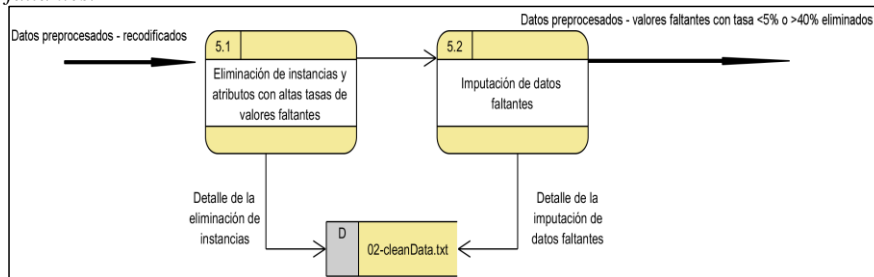 Datos preprocesados - recodificados
5.1
Eliminación de instancias y
atributos con altas tasas de
valores faltantes
5.2
Imputación de datos
faltantes
Datos preprocesados - valores faltantes con tasa <5% o >40% eliminados
Detalle de la
eliminación de
instancias
D
02-cleanData.txt
Detalle de la
imputación de
datos faltantes